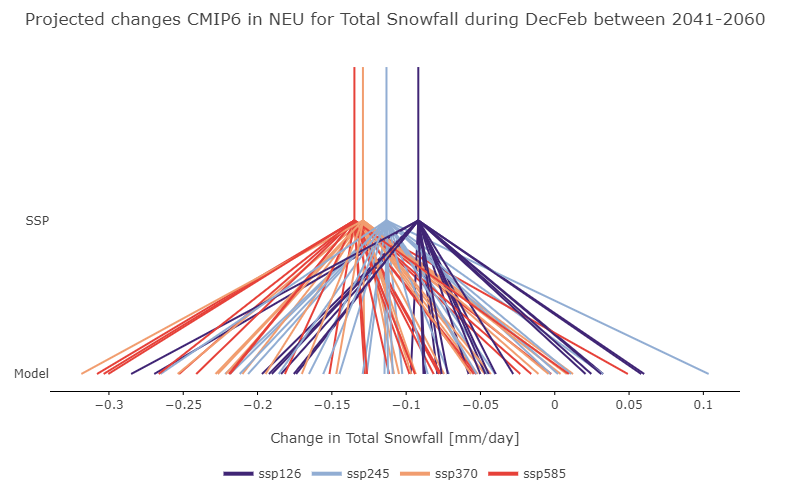 Projected changes CMIP6 in NEU for Total Snowfall during DecFeb between 2041-2060
SSP
Model
−0.3 −0.25 −0.2 −0.15 −0.1 −0.05 0 0.05 0.1
Change in Total Snowfall [mm/day]
ssp126 ssp245 ssp370 ssp585